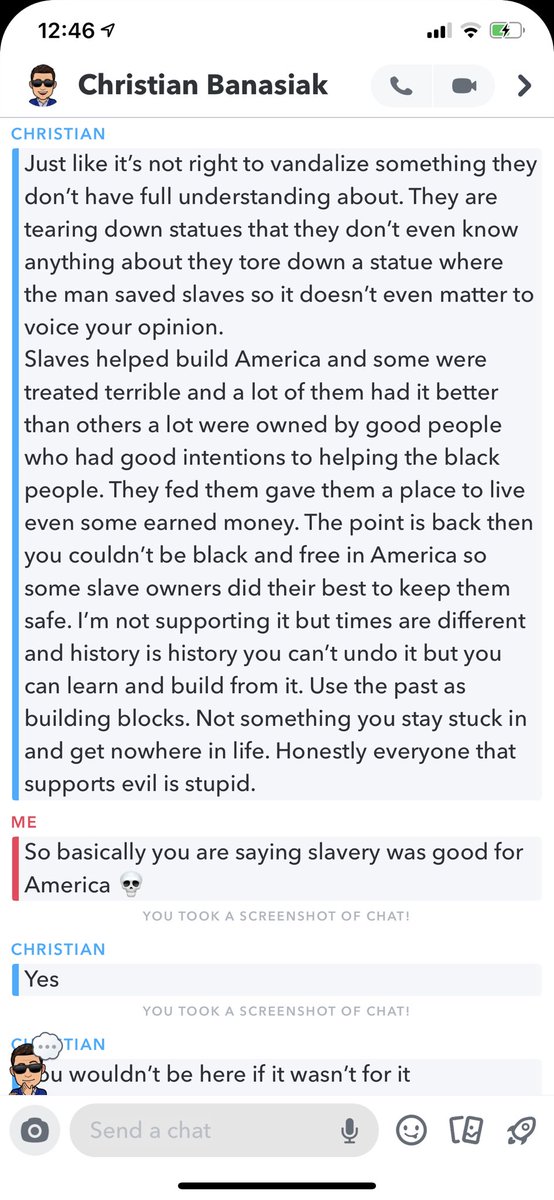 12:46
Christian Banasiak
CHRISTIAN
Just like it's not right to vandalize something they
don't have full understanding about. They are
tearing down statues that they don't even know
anything about they tore down a statue where
the man saved slaves so it doesn't even matter to
voice your opinion.
Slaves helped build America and some were
treated terrible and a lot of them had it better
than others a lot were owned by good people
who had good intentions to helping the black
people. They fed them gave them a place to live
even some earned money. The point is back then
you couldn't be black and free in America so
some slave owners did their best to keep them
safe. I'm not supporting it but times are different
and history is history you can't undo it but you
can learn and build from it. Use the past as
building blocks. Not something you stay stuck in
and get nowhere in life. Honestly everyone that
supports evil is stupid.
ME
So basically you are saying slavery was good for
America 💀
YOU TOOK A SCREENSHOT OF CHAT!
CHRISTIAN
Yes
YOU TOOK A SCREENSHOT OF CHAT!
TIAN
ou wouldn't be here if it wasn't for it
Send a chat